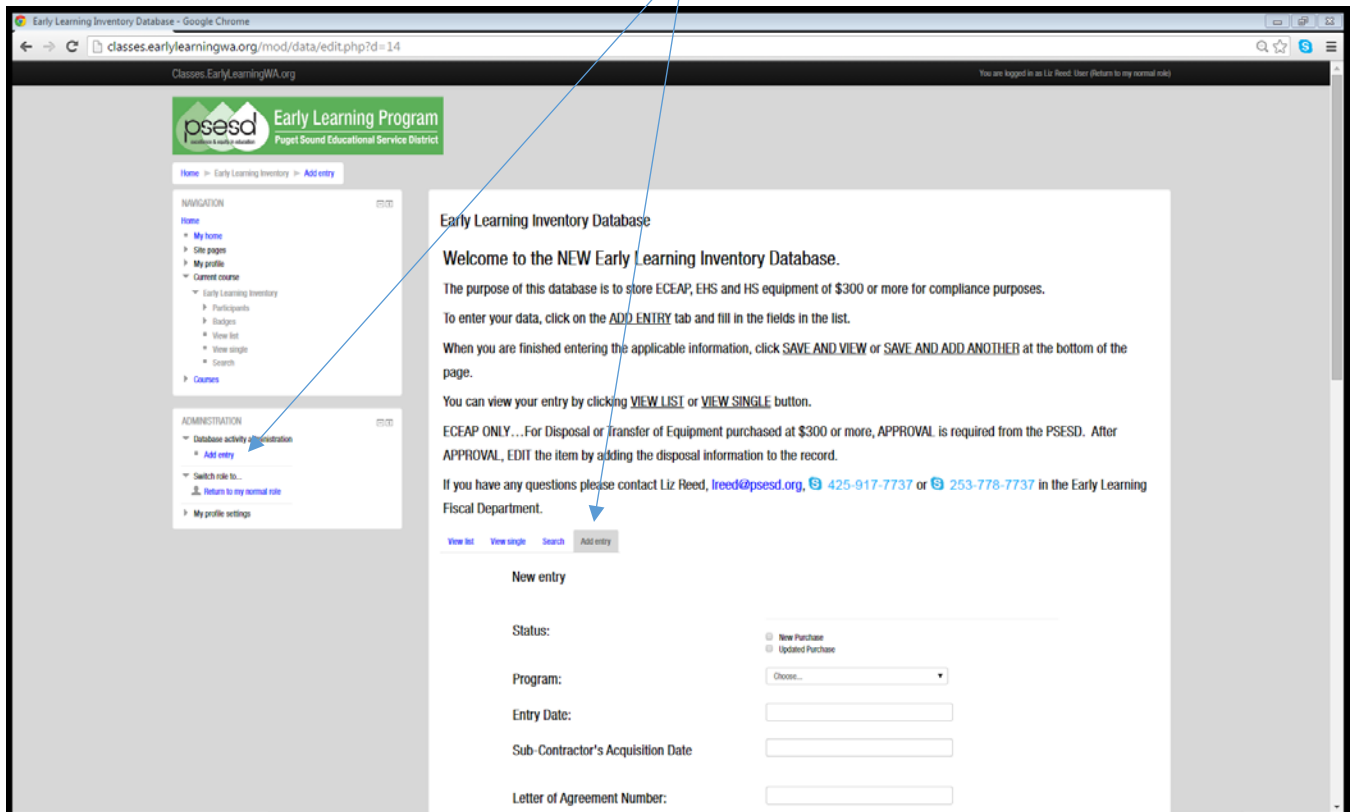 Early Learning Inventory Database - Google Chrome
classes.earlylearningwa.org/mod/data/edit.php?d=14
Classes.EarlyLearningWA.org
You are logged in as Liz Reed: User (Return to my normal role)
psesd
excellence & equity in education
Early Learning Program
Puget Sound Educational Service District
Home Early Learning Inventory Add entry
NAVIGATION
Home
My home
Site pages
My profile
Current course
Early Learning Inventory
Participants
Badges
View list
View single
Search
Courses
ADMINISTRATION
Database activity administration
Add entry
Switch role to...
Return to my normal role
My profile settings
Early Learning Inventory Database
Welcome to the NEW Early Learning Inventory Database.
The purpose of this database is to store ECEAP, EHS and HS equipment of $300 or more for compliance purposes.
To enter your data, click on the ADD ENTRY tab and fill in the fields in the list.
When you are finished entering the applicable information, click SAVE AND VIEW or SAVE AND ADD ANOTHER at the bottom of the
page.
You can view your entry by clicking VIEW LIST or VIEW SINGLE button.
ECEAP ONLY…For Disposal or Transfer of Equipment purchased at $300 or more, APPROVAL is required from the PSESD. After
APPROVAL, EDIT the item by adding the disposal information to the record.
If you have any questions please contact Liz Reed, lreed@psesd.org, 425-917-7737 or 253-778-7737 in the Early Learning
Fiscal Department.
View list View single Search Add entry
New entry
Status:
New Purchase
Updated Purchase
Program:
Choose...
Entry Date:
Sub-Contractor's Acquisition Date
Letter of Agreement Number: